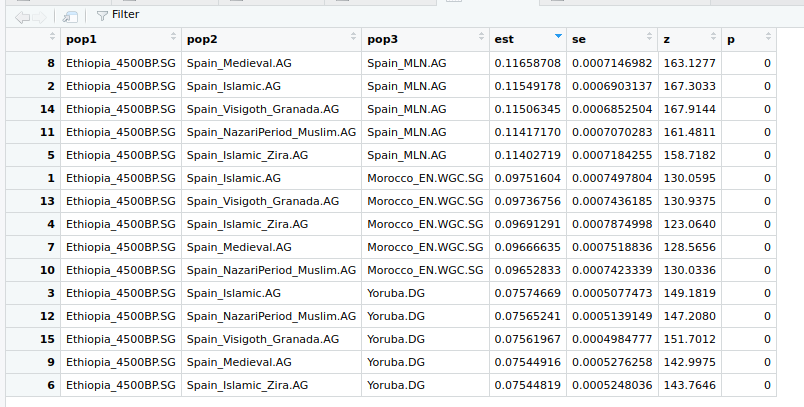 Filter
pop1 pop2 pop3 est se z p
8 Ethiopia_4500BP.SG Spain_Medieval.AG Spain_MLN.AG 0.11658708 0.0007146982 163.1277 0
2 Ethiopia_4500BP.SG Spain_Islamic.AG Spain_MLN.AG 0.11549178 0.0006903137 167.3033 0
14 Ethiopia_4500BP.SG Spain_Visigoth_Granada.AG Spain_MLN.AG 0.11506345 0.0006852504 167.9144 0
11 Ethiopia_4500BP.SG Spain_NazariPeriod_Muslim.AG Spain_MLN.AG 0.11417170 0.0007070283 161.4811 0
5 Ethiopia_4500BP.SG Spain_Islamic_Zira.AG Spain_MLN.AG 0.11402719 0.0007184255 158.7182 0
1 Ethiopia_4500BP.SG Spain_Islamic.AG Morocco_EN.WGC.SG 0.09751604 0.0007497804 130.0595 0
13 Ethiopia_4500BP.SG Spain_Visigoth_Granada.AG Morocco_EN.WGC.SG 0.09736756 0.0007436185 130.9375 0
4 Ethiopia_4500BP.SG Spain_Islamic_Zira.AG Morocco_EN.WGC.SG 0.09691291 0.0007874998 123.0640 0
7 Ethiopia_4500BP.SG Spain_Medieval.AG Morocco_EN.WGC.SG 0.09666635 0.0007518836 128.5656 0
10 Ethiopia_4500BP.SG Spain_NazariPeriod_Muslim.AG Morocco_EN.WGC.SG 0.09652833 0.0007423339 130.0336 0
3 Ethiopia_4500BP.SG Spain_Islamic.AG Yoruba.DG 0.07574669 0.0005077473 149.1819 0
12 Ethiopia_4500BP.SG Spain_NazariPeriod_Muslim.AG Yoruba.DG 0.07565241 0.0005139149 147.2080 0
15 Ethiopia_4500BP.SG Spain_Visigoth_Granada.AG Yoruba.DG 0.07561967 0.0004984777 151.7012 0
9 Ethiopia_4500BP.SG Spain_Medieval.AG Yoruba.DG 0.07544916 0.0005276258 142.9975 0
6 Ethiopia_4500BP.SG Spain_Islamic_Zira.AG Yoruba.DG 0.07544819 0.0005248036 143.7646 0